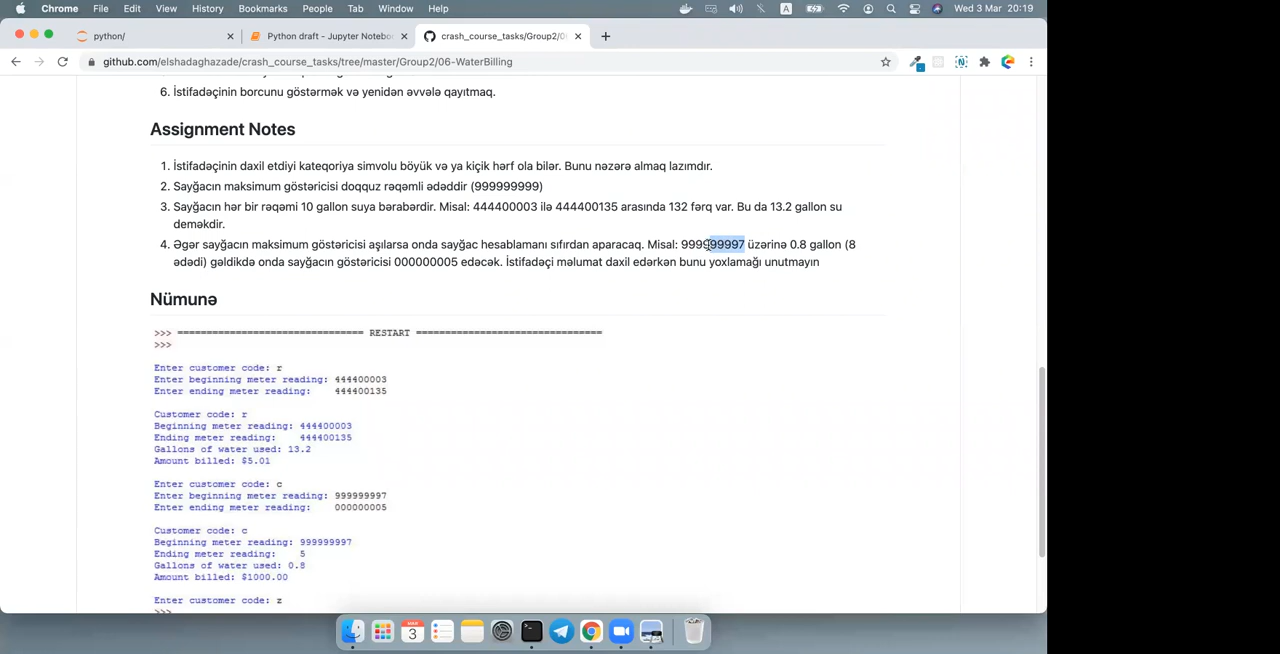 Chrome File Edit View History Bookmarks People Tab Window Help A Wed 3 Mar 20:19
python/ Python draft - Jupyter Notebo crash_course_tasks/Group2/0
github.com/elshadaghazade/crash_course_tasks/tree/master/Group2/06-WaterBilling
6. İstifadəçinin borcunu göstərmək və yenidən əvvələ qayıtmaq.
Assignment Notes
1. İstifadəçinin daxil etdiyi kateqoriya simvolu böyük və ya kiçik hərf ola bilər. Bunu nəzərə almaq lazımdır.
2. Sayğacın maksimum göstəricisi doqquz rəqəmli ədəddir (999999999)
3. Sayğacın hər bir rəqəmi 10 gallon suya bərabərdir. Misal: 444400003 ilə 444400135 arasında 132 fərq var. Bu da 13.2 gallon su
deməkdir.
4. Əgər sayğacın maksimum göstəricisi aşılarsa onda sayğac hesablamanı sıfırdan aparacaq. Misal: 999999997 üzərinə 0.8 gallon (8
ədədi) gəldikdə onda sayğacın göstəricisi 000000005 edəcək. İstifadəçi məlumat daxil edərkən bunu yoxlamağı unutmayın
Nümunə
>>> ================================ RESTART ================================
>>>
Enter customer code: r
Enter beginning meter reading: 444400003
Enter ending meter reading: 444400135
Customer code: r
Beginning meter reading: 444400003
Ending meter reading: 444400135
Gallons of water used: 13.2
Amount billed: $5.01
Enter customer code: c
Enter beginning meter reading: 999999997
Enter ending meter reading: 000000005
Customer code: c
Beginning meter reading: 999999997
Ending meter reading: 5
Gallons of water used: 0.8
Amount billed: $1000.00
Enter customer code: z
>>>
MAR
3